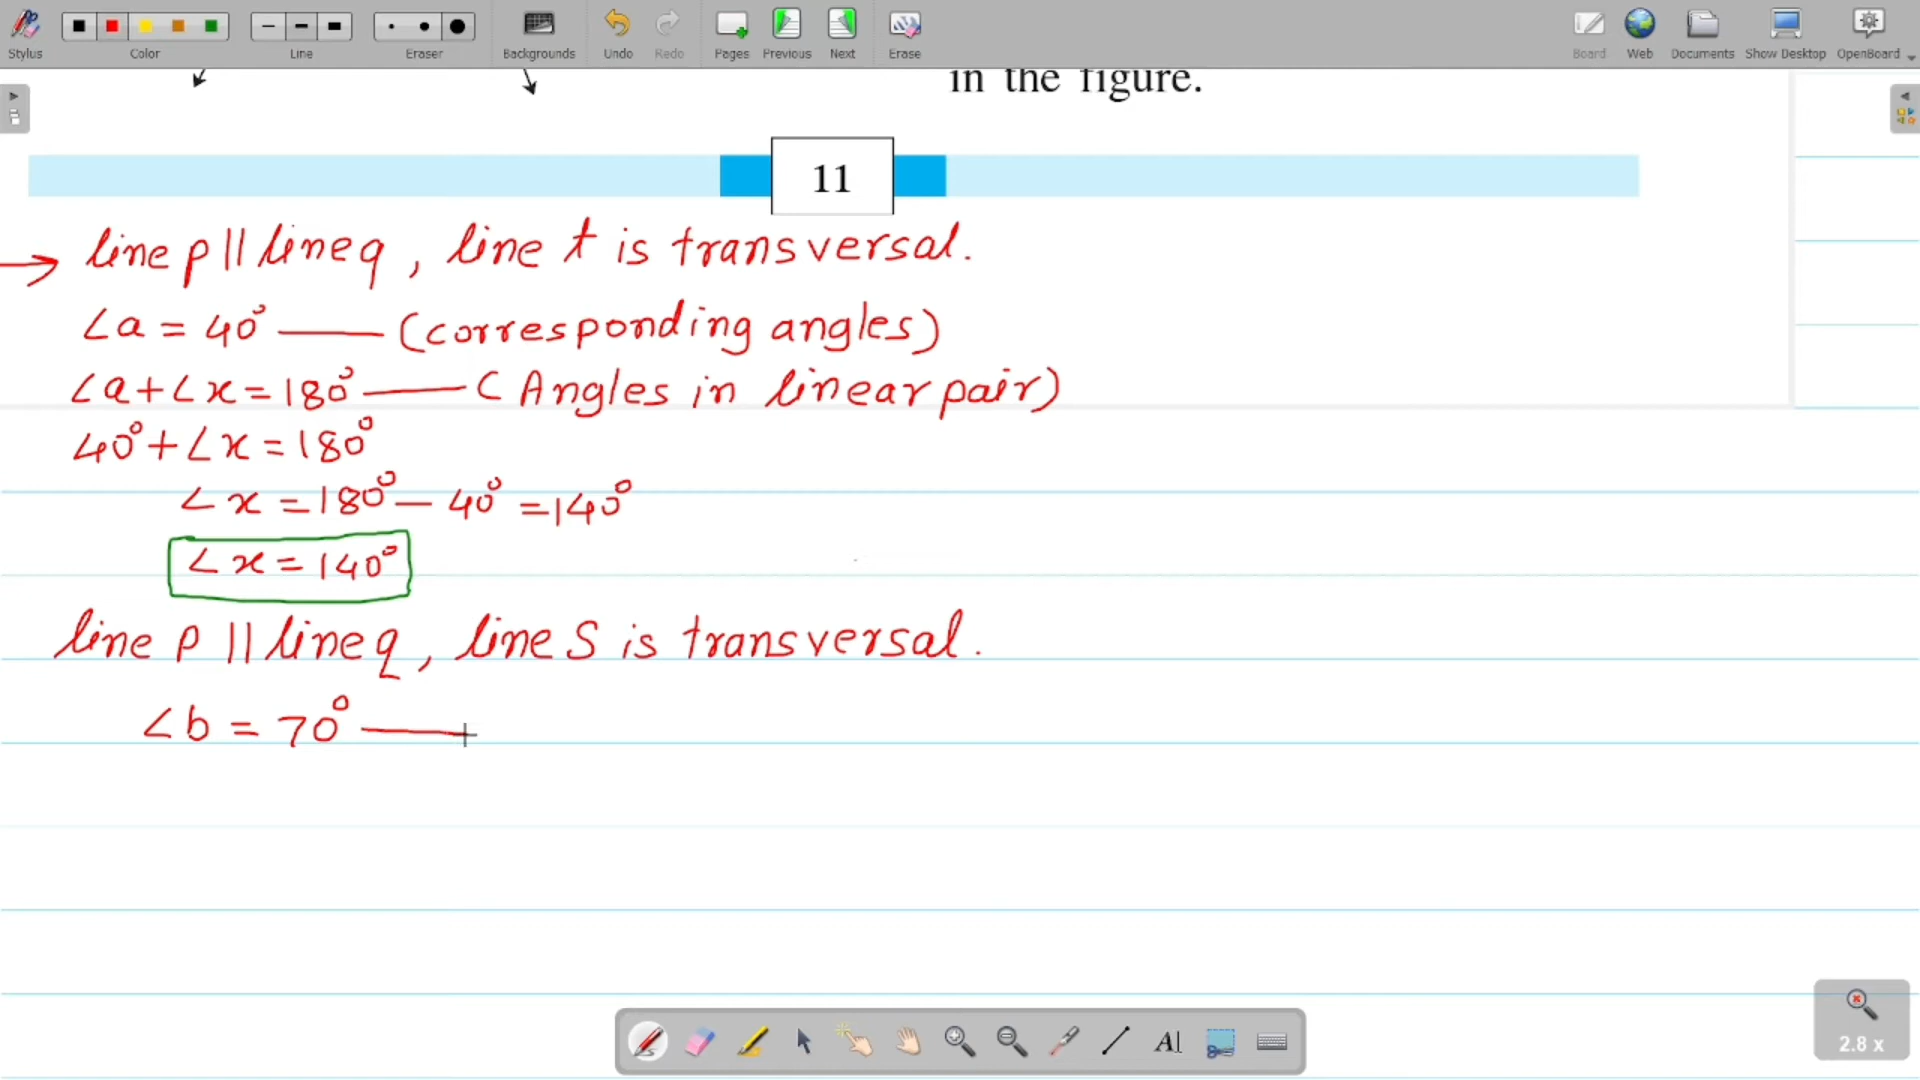 Stylus Color Line Eraser Backgrounds Undo Redo Pages Previous Next Erase Board Web Documents Show Desktop OpenBoard
in the figure.
11
line p || line q, line t is transversal.
∠a = 40° —— (corresponding angles)
∠a + ∠x = 180° —— (Angles in linear pair)
40° + ∠x = 180°
∠x = 180° — 40° = 140°
∠x = 140°
line p || line q, line s is transversal.
∠b = 70° ——
2.8 x